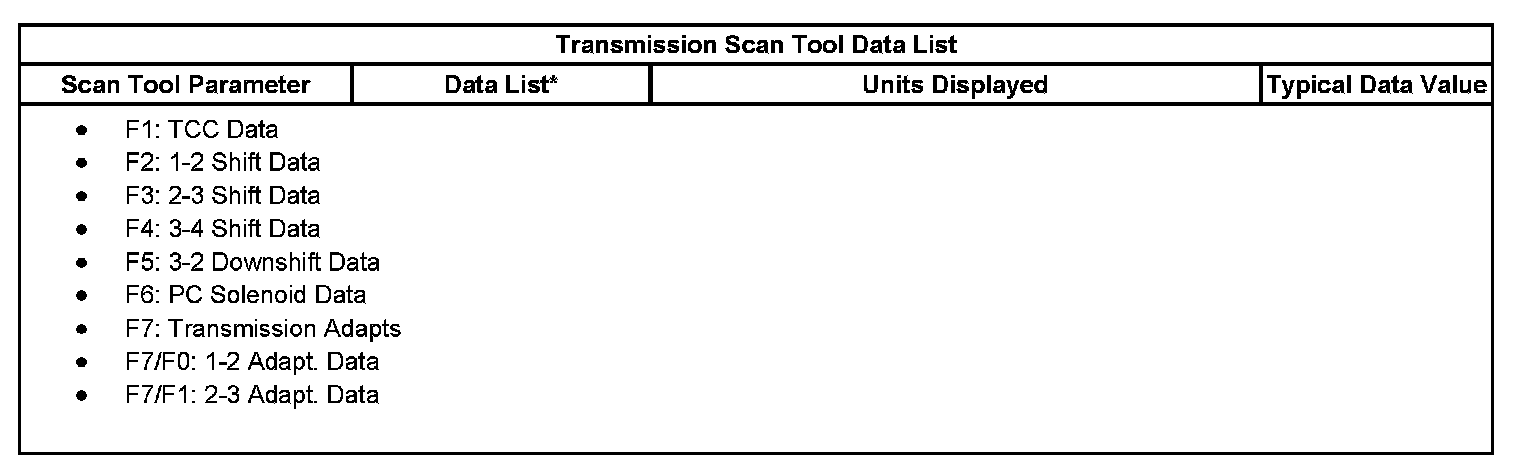 Transmission Scan Tool Data List
Scan Tool Parameter Data List* Units Displayed Typical Data Value
● F1: TCC Data
● F2: 1-2 Shift Data
● F3: 2-3 Shift Data
● F4: 3-4 Shift Data
● F5: 3-2 Downshift Data
● F6: PC Solenoid Data
● F7: Transmission Adapts
● F7/F0: 1-2 Adapt. Data
● F7/F1: 2-3 Adapt. Data